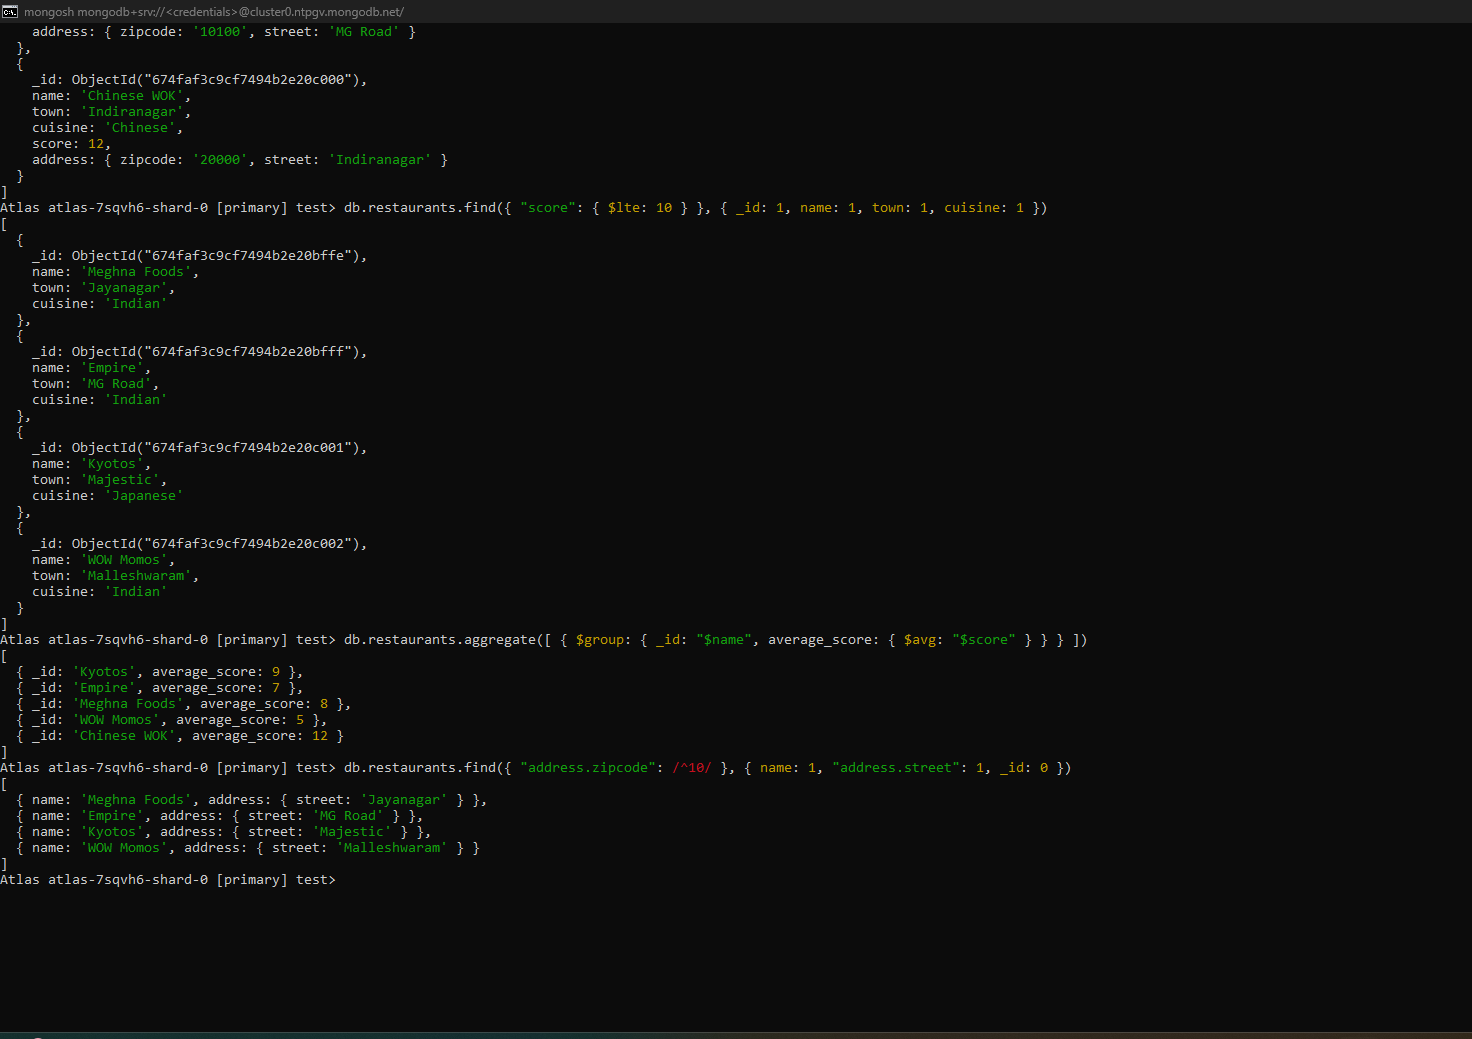 mongosh mongodb+srv://<credentials>@cluster0.ntpgv.mongodb.net/
    address: { zipcode: '10100', street: 'MG Road' }
  },
  {
    _id: ObjectId("674faf3c9cf7494b2e20c000"),
    name: 'Chinese WOK',
    town: 'Indiranagar',
    cuisine: 'Chinese',
    score: 12,
    address: { zipcode: '20000', street: 'Indiranagar' }
  }
]
Atlas atlas-7sqvh6-shard-0 [primary] test> db.restaurants.find({ "score": { $lte: 10 } }, { _id: 1, name: 1, town: 1, cuisine: 1 })
[
  {
    _id: ObjectId("674faf3c9cf7494b2e20bffe"),
    name: 'Meghna Foods',
    town: 'Jayanagar',
    cuisine: 'Indian'
  },
  {
    _id: ObjectId("674faf3c9cf7494b2e20bfff"),
    name: 'Empire',
    town: 'MG Road',
    cuisine: 'Indian'
  },
  {
    _id: ObjectId("674faf3c9cf7494b2e20c001"),
    name: 'Kyotos',
    town: 'Majestic',
    cuisine: 'Japanese'
  },
  {
    _id: ObjectId("674faf3c9cf7494b2e20c002"),
    name: 'WOW Momos',
    town: 'Malleshwaram',
    cuisine: 'Indian'
  }
]
Atlas atlas-7sqvh6-shard-0 [primary] test> db.restaurants.aggregate([ { $group: { _id: "$name", average_score: { $avg: "$score" } } } ])
[
  { _id: 'Kyotos', average_score: 9 },
  { _id: 'Empire', average_score: 7 },
  { _id: 'Meghna Foods', average_score: 8 },
  { _id: 'WOW Momos', average_score: 5 },
  { _id: 'Chinese WOK', average_score: 12 }
]
Atlas atlas-7sqvh6-shard-0 [primary] test> db.restaurants.find({ "address.zipcode": /^10/ }, { name: 1, "address.street": 1, _id: 0 })
[
  { name: 'Meghna Foods', address: { street: 'Jayanagar' } },
  { name: 'Empire', address: { street: 'MG Road' } },
  { name: 'Kyotos', address: { street: 'Majestic' } },
  { name: 'WOW Momos', address: { street: 'Malleshwaram' } }
]
Atlas atlas-7sqvh6-shard-0 [primary] test>